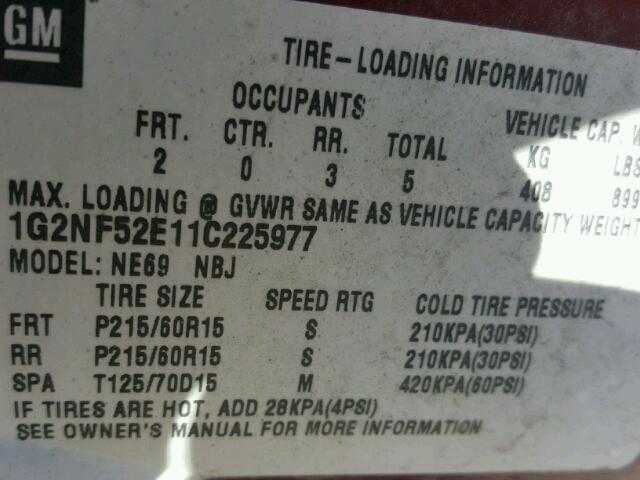 GM
TIRE-LOADING INFORMATION
OCCUPANTS
VEHICLE CAP. W
FRT. CTR. RR. TOTAL KG LBS
2 0 3 5 408 899
MAX. LOADING @ GVWR SAME AS VEHICLE CAPACITY WEIGHT
1G2NF52E11C225977
MODEL: NE69 NBJ
TIRE SIZE SPEED RTG COLD TIRE PRESSURE
FRT P215/60R15 S 210KPA(30PSI)
RR P215/60R15 S 210KPA(30PSI)
SPA T125/70D15 M 420KPA(60PSI)
IF TIRES ARE HOT, ADD 28KPA(4PSI)
SEE OWNER'S MANUAL FOR MORE INFORMATION